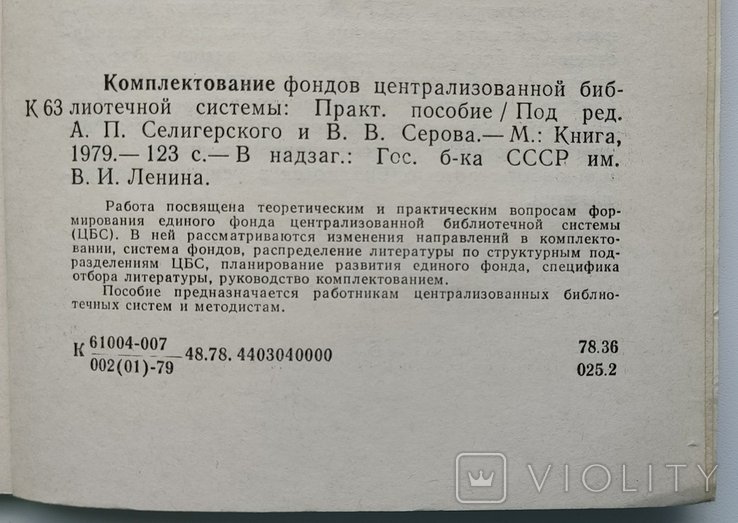 Комплектование фондов централизованной биб-
К 63 лиотечной системы: Практ. пособие / Под ред.
А. П. Селигерского и В. В. Серова.— М.: Книга,
1979.— 123 с.— В надзаг.: Гос. б-ка СССР им.
В. И. Ленина.
Работа посвящена теоретическим и практическим вопросам фор-
мирования единого фонда централизованной библиотечной системы
(ЦБС). В ней рассматриваются изменения направлений в комплекто-
вании, система фондов, распределение литературы по структурным под-
разделениям ЦБС, планирование развития единого фонда, специфика
отбора литературы, руководство комплектованием.
Пособие предназначается работникам централизованных библио-
течных систем и методистам.
К 61004-007
002(01)-79 48.78. 4403040000
78.36
025.2
VIOLITY